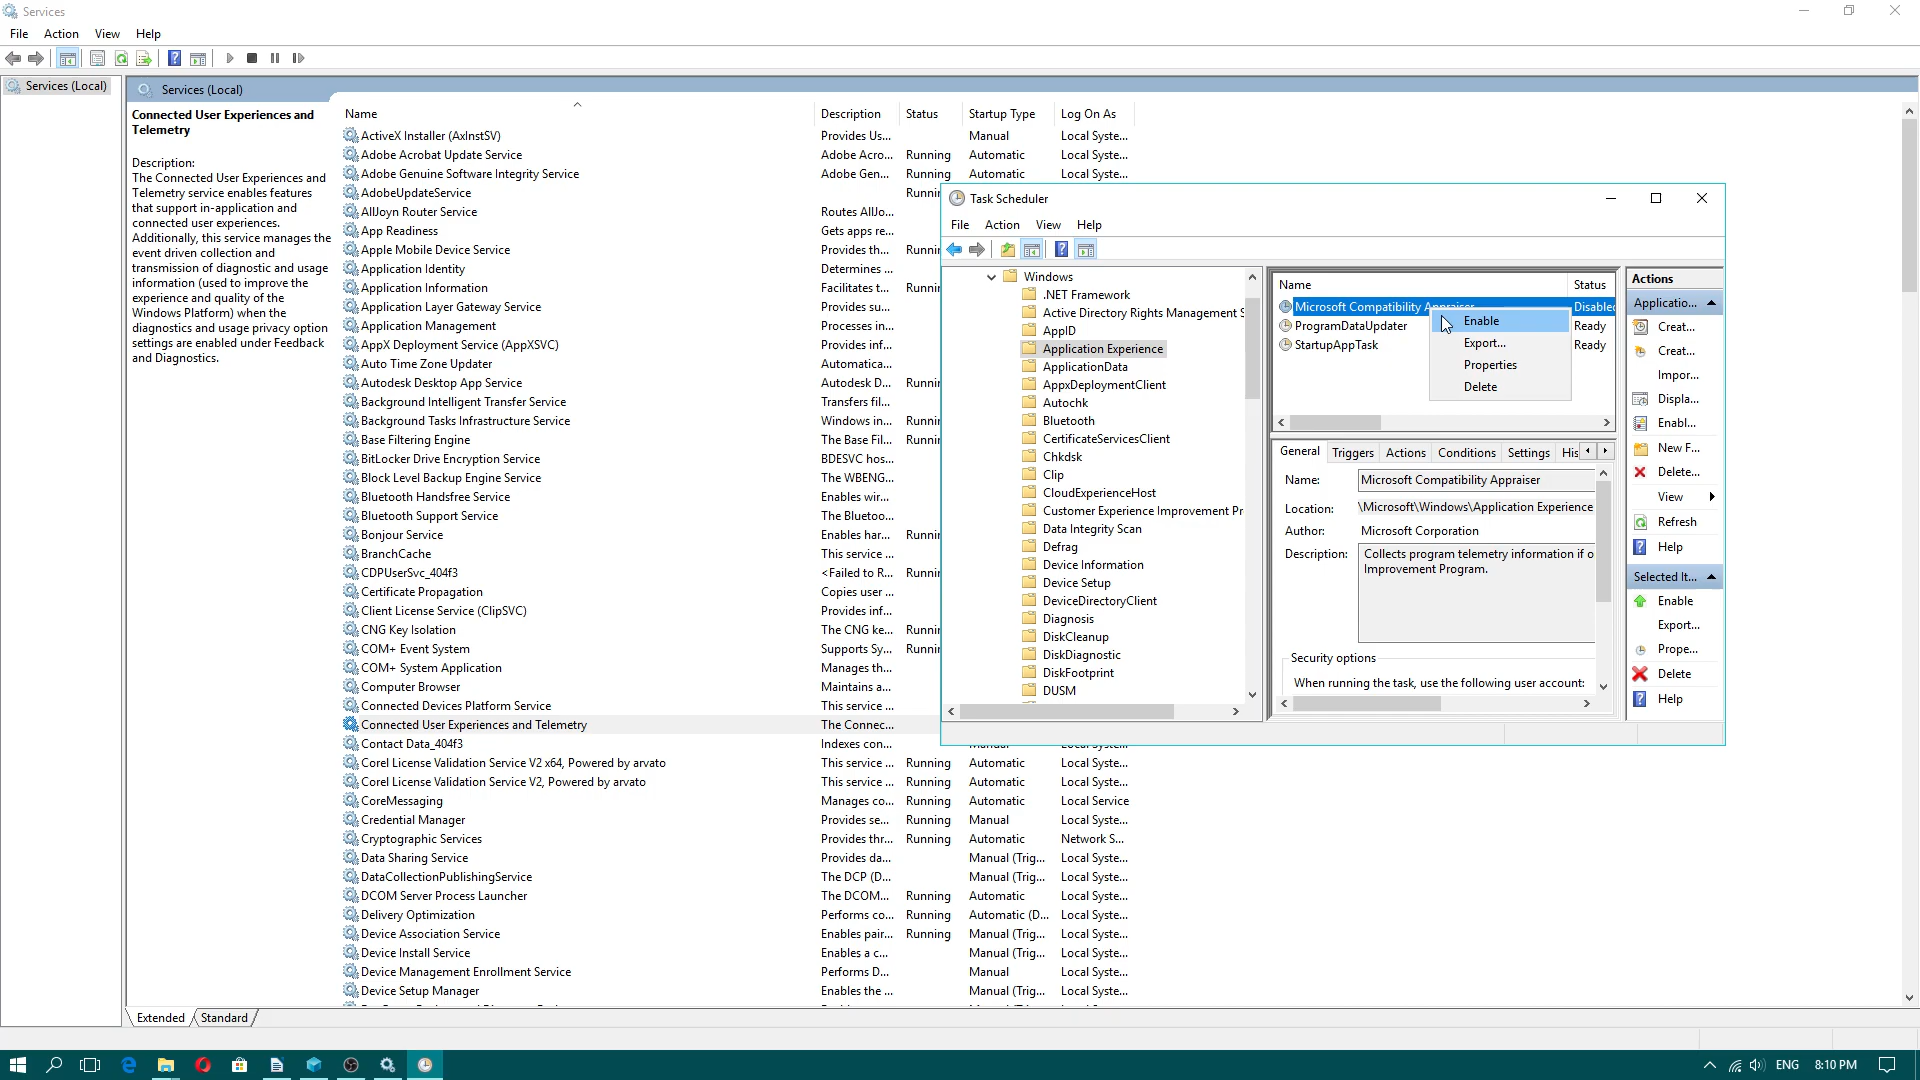 Services
File Action View Help
Services (Local)
Services (Local)
Connected User Experiences and
Telemetry
Description:
The Connected User Experiences and
Telemetry service enables features
that support in-application and
connected user experiences.
Additionally, this service manages the
event driven collection and
transmission of diagnostic and usage
information (used to improve the
experience and quality of the
Windows Platform) when the
diagnostics and usage privacy option
settings are enabled under Feedback
and Diagnostics.
Name Description Status Startup Type Log On As
ActiveX Installer (AxInstSV) Provides Us... Manual Local Syste...
Adobe Acrobat Update Service Adobe Acro... Running Automatic Local Syste...
Adobe Genuine Software Integrity Service Adobe Gen... Running Automatic Local Syste...
AdobeUpdateService Runnin
AllJoyn Router Service Routes AllJo...
App Readiness Gets apps re...
Apple Mobile Device Service Provides th... Runnin
Application Identity Determines ...
Application Information Facilitates t... Runnin
Application Layer Gateway Service Provides su...
Application Management Processes in...
AppX Deployment Service (AppXSVC) Provides inf...
Auto Time Zone Updater Automatica...
Autodesk Desktop App Service Autodesk D... Runnin
Background Intelligent Transfer Service Transfers fil...
Background Tasks Infrastructure Service Windows in... Runnin
Base Filtering Engine The Base Fil... Runnin
BitLocker Drive Encryption Service BDESVC hos...
Block Level Backup Engine Service The WBENG...
Bluetooth Handsfree Service Enables wir...
Bluetooth Support Service The Bluetoo...
Bonjour Service Enables har... Runnin
BranchCache This service ...
CDPUserSvc_404f3 <Failed to R... Runnin
Certificate Propagation Copies user ...
Client License Service (ClipSVC) Provides inf...
CNG Key Isolation The CNG ke... Runnin
COM+ Event System Supports Sy... Runnin
COM+ System Application Manages th...
Computer Browser Maintains a...
Connected Devices Platform Service This service ...
Connected User Experiences and Telemetry The Connec...
Contact Data_404f3 Indexes con...
Corel License Validation Service V2 x64, Powered by arvato This service ... Running Automatic Local Syste...
Corel License Validation Service V2, Powered by arvato This service ... Running Automatic Local Syste...
CoreMessaging Manages co... Running Automatic Local Service
Credential Manager Provides se... Running Manual Local Syste...
Cryptographic Services Provides thr... Running Automatic Network S...
Data Sharing Service Provides da... Manual (Trig... Local Syste...
DataCollectionPublishingService The DCP (D... Manual (Trig... Local Syste...
DCOM Server Process Launcher The DCOM... Running Automatic Local Syste...
Delivery Optimization Performs co... Running Automatic (D... Local Syste...
Device Association Service Enables pair... Running Manual (Trig... Local Syste...
Device Install Service Enables a c... Manual (Trig... Local Syste...
Device Management Enrollment Service Performs D... Manual Local Syste...
Device Setup Manager Enables the ... Manual (Trig... Local Syste...
Extended Standard
Task Scheduler
File Action View Help
Windows
.NET Framework
Active Directory Rights Management S
AppID
Application Experience
ApplicationData
AppxDeploymentClient
Autochk
Bluetooth
CertificateServicesClient
Chkdsk
Clip
CloudExperienceHost
Customer Experience Improvement Pr
Data Integrity Scan
Defrag
Device Information
Device Setup
DeviceDirectoryClient
Diagnosis
DiskCleanup
DiskDiagnostic
DiskFootprint
DUSM
Name Status
Microsoft Compatibility Appraiser Disabled
ProgramDataUpdater Ready
StartupAppTask Ready
Enable
Export...
Properties
Delete
General Triggers Actions Conditions Settings His
Name: Microsoft Compatibility Appraiser
Location: \Microsoft\Windows\Application Experience
Author: Microsoft Corporation
Description: Collects program telemetry information if o
Improvement Program.
Security options
When running the task, use the following user account:
Actions
Applicatio...
Creat...
Creat...
Impor...
Displa...
Enabl...
New F...
Delete...
View
Refresh
Help
Selected It...
Enable
Export...
Prope...
Delete
Help
ENG 8:10 PM